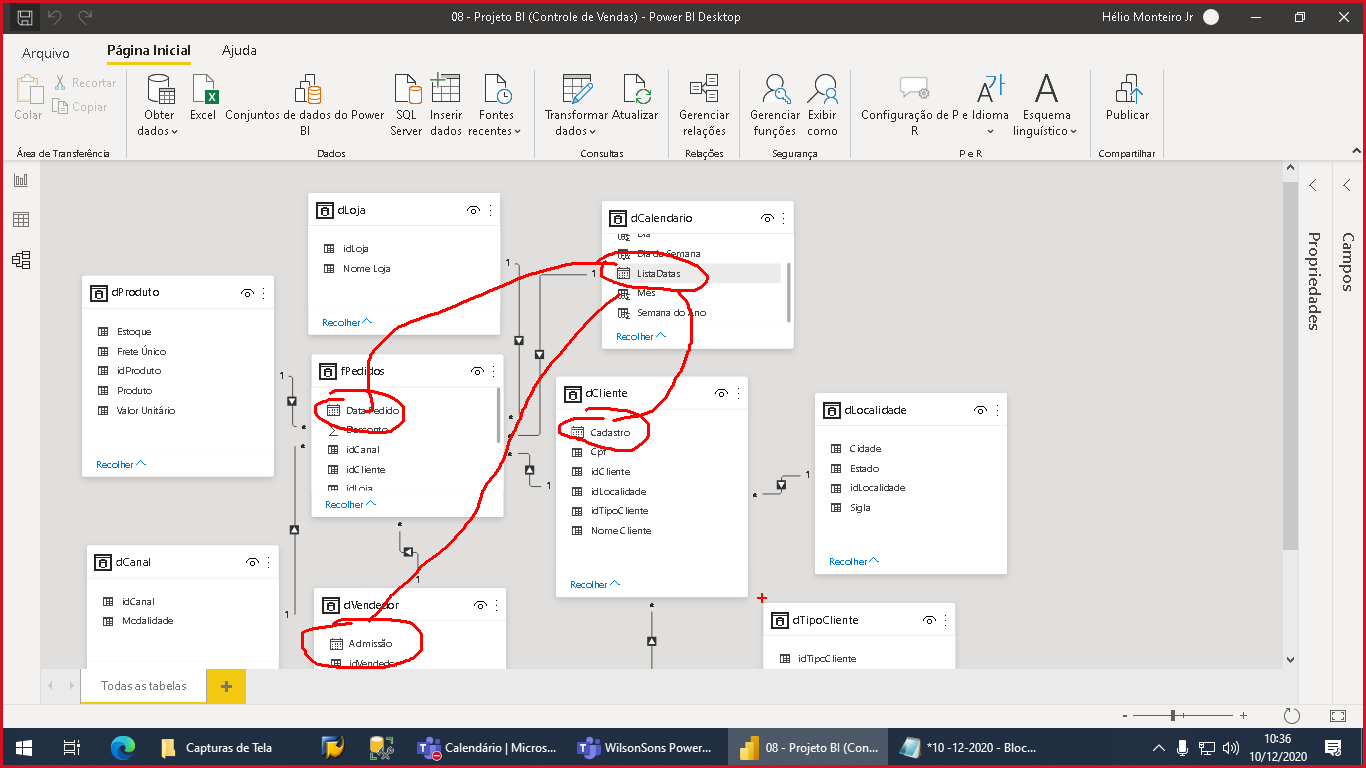 08 - Projeto BI (Controle de Vendas) - Power BI Desktop
Hélio Monteiro Jr
Arquivo
Página Inicial
Ajuda
Colar
Recortar
Copiar
Obter dados
Excel
Conjuntos de dados do Power BI
SQL Server
Inserir dados
Fontes recentes
Transformar dados
Atualizar
Gerenciar relações
Gerenciar funções
Exibir como
Configuração de P e R
Idioma
Esquema linguístico
Publicar
Área de Transferência
Dados
Consultas
Relações
Segurança
P e R
Compartilhar
dLoja
idLoja
Nome Loja
Recolher
dCalendario
Dia
Dia da Semana
ListaDatas
Mes
Semana do Ano
Recolher
dProduto
Estoque
Frete Único
idProduto
Produto
Valor Unitário
Recolher
fPedidos
DataPedido
Desconto
idCanal
idCliente
idLoja
Recolher
dCliente
Cadastro
Cpf
idCliente
idLocalidade
idTipoCliente
Nome Cliente
Recolher
dLocalidade
Cidade
Estado
idLocalidade
Sigla
Recolher
dCanal
idCanal
Modalidade
dVendedor
Admissão
idVendedor
dTipoCliente
idTipoCliente
1
1
1
*
*
*
*
*
1
*
1
*
1
1
*
Propriedades
Campos
Todas as tabelas
Capturas de Tela
Calendário | Micros...
WilsonSons Power...
08 - Projeto BI (Con...
*10 -12-2020 - Bloc...
10:36
10/12/2020